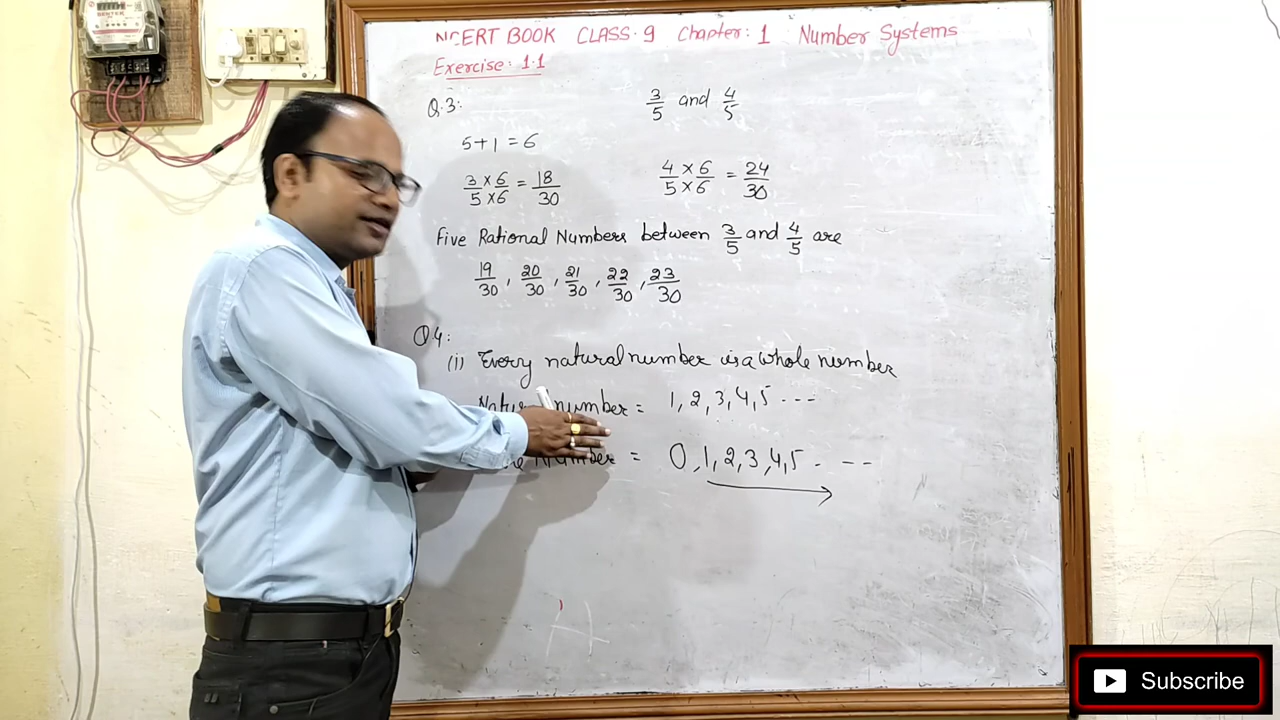 NCERT BOOK CLASS·9 Chapter: 1 Number Systems
Exercise: 1·1
Q.3: 3/5 and 4/5
5+1=6
3×6/5×6 = 18/30 4×6/5×6 = 24/30
Five Rational Numbers between 3/5 and 4/5 are
19/30, 20/30, 21/30, 22/30, 23/30
Q4:
(i) Every natural number is a whole number
number = 1, 2, 3, 4, 5 ---
Number = 0, 1, 2, 3, 4, 5. --
Subscribe